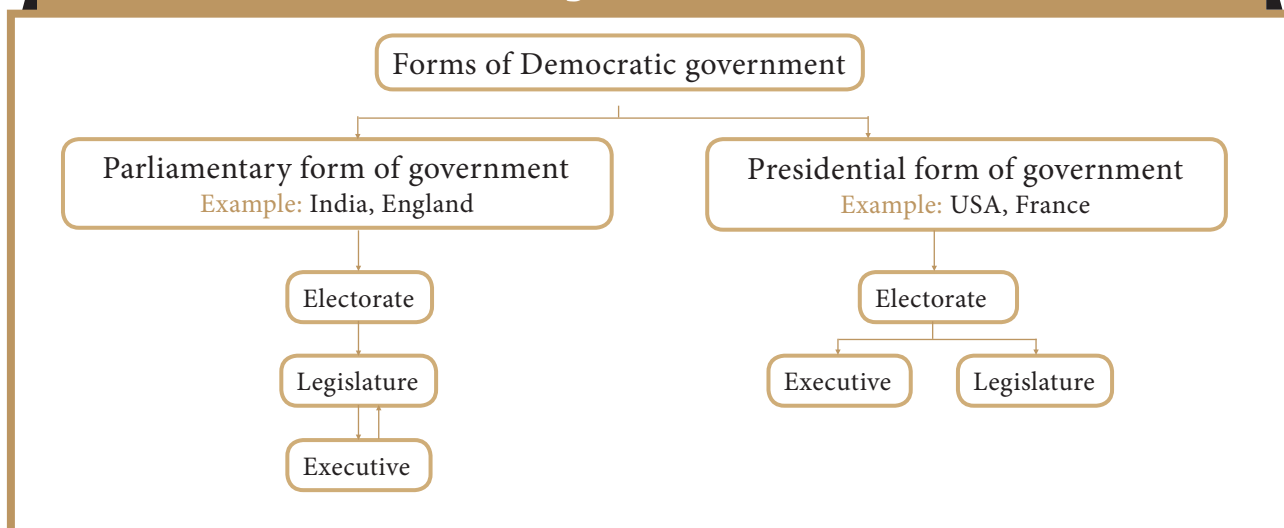 Forms of Democratic government
Parliamentary form of government
Example: India, England
Presidential form of government
Example: USA, France
Electorate
Legislature
Executive
Electorate
Executive
Legislature